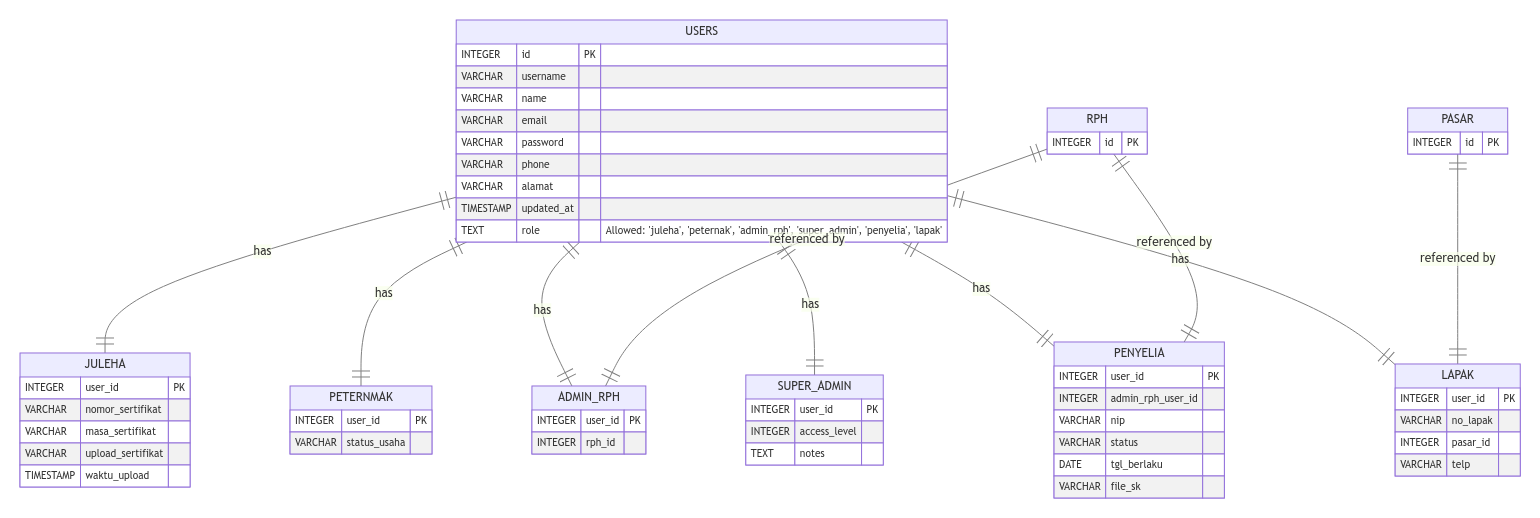 USERS
INTEGER id PK
VARCHAR username
VARCHAR name
VARCHAR email
VARCHAR password
VARCHAR phone
VARCHAR alamat
TIMESTAMP updated_at
TEXT role Allowed: 'juleha', 'peternak', 'admin_rph', 'super_admin', 'penyelia', 'lapak'
RPH
INTEGER id PK
PASAR
INTEGER id PK
has
has
has
referenced by
has
has
referenced by
has
referenced by
JULEHA
INTEGER user_id PK
VARCHAR nomor_sertifikat
VARCHAR masa_sertifikat
VARCHAR upload_sertifikat
TIMESTAMP waktu_upload
PETERNMAK
INTEGER user_id PK
VARCHAR status_usaha
ADMIN_RPH
INTEGER user_id PK
INTEGER rph_id
SUPER_ADMIN
INTEGER user_id PK
INTEGER access_level
TEXT notes
PENYELIA
INTEGER user_id PK
INTEGER admin_rph_user_id
VARCHAR nip
VARCHAR status
DATE tgl_berlaku
VARCHAR file_sk
LAPAK
INTEGER user_id PK
VARCHAR no_lapak
INTEGER pasar_id
VARCHAR telp